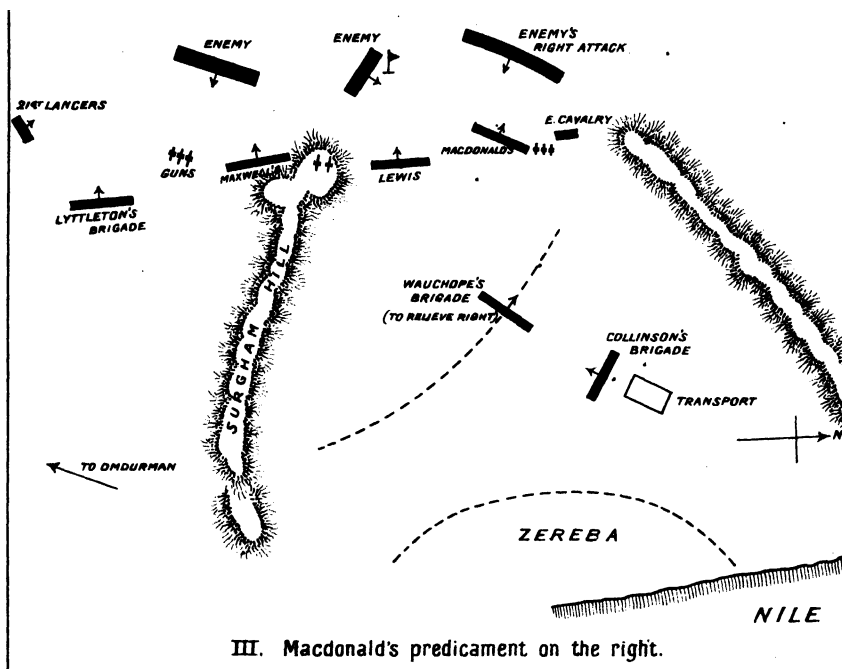 ENEMY
ENEMY
ENEMY'S
RIGHT ATTACK
21ST LANCERS
E. CAVALRY
MACDONALD'S
GUNS
MAXWELL'S
LEWIS
LYTTLETON'S
BRIGADE
SURGHAM HILL
WAUCHOPE'S
BRIGADE
(TO RELIEVE RIGHT)
COLLINSON'S
BRIGADE
TRANSPORT
N
TO OMDURMAN
ZEREBA
NILE
III. Macdonald's predicament on the right.